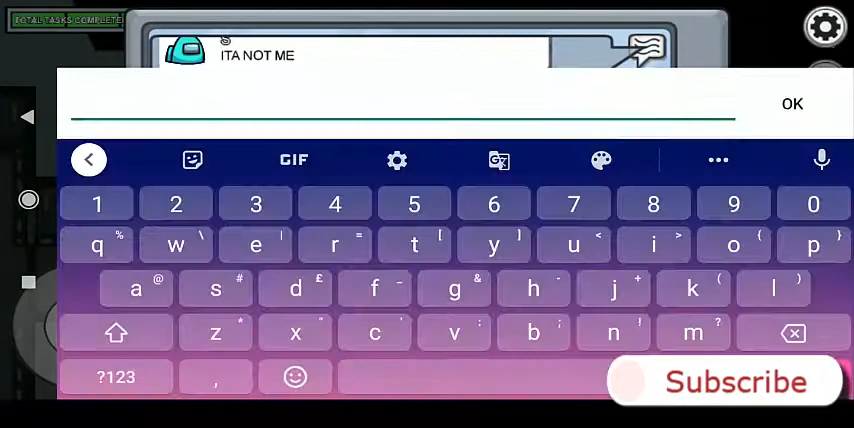 TOTAL TASKS COMPLETE
ITA NOT ME
OK
GIF
1 2 3 4 5 6 7 8 9 0
q % w \ e | r = t [ y ] u < i > o { p }
a @ s # d £ f _ g & h - j + k ( l )
z * x " c ' v : b ; n ! m ?
?123 ,
Subscribe